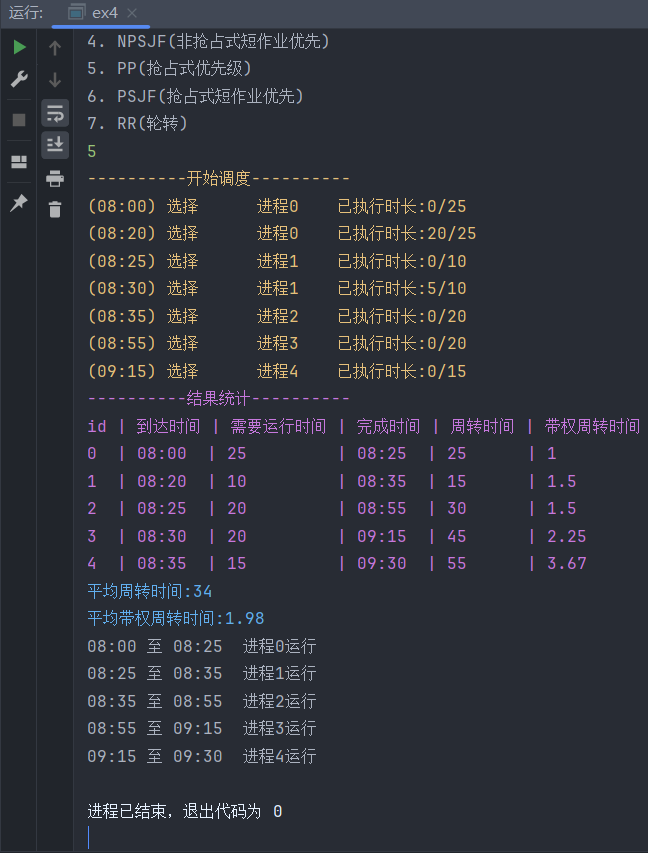 运行: ex4
4. NPSJF(非抢占式短作业优先)
5. PP(抢占式优先级)
6. PSJF(抢占式短作业优先)
7. RR(轮转)
5
----------开始调度----------
(08:00) 选择 进程0 已执行时长:0/25
(08:20) 选择 进程0 已执行时长:20/25
(08:25) 选择 进程1 已执行时长:0/10
(08:30) 选择 进程1 已执行时长:5/10
(08:35) 选择 进程2 已执行时长:0/20
(08:55) 选择 进程3 已执行时长:0/20
(09:15) 选择 进程4 已执行时长:0/15
----------结果统计----------
id | 到达时间 | 需要运行时间 | 完成时间 | 周转时间 | 带权周转时间
0 | 08:00 | 25 | 08:25 | 25 | 1
1 | 08:20 | 10 | 08:35 | 15 | 1.5
2 | 08:25 | 20 | 08:55 | 30 | 1.5
3 | 08:30 | 20 | 09:15 | 45 | 2.25
4 | 08:35 | 15 | 09:30 | 55 | 3.67
平均周转时间:34
平均带权周转时间:1.98
08:00 至 08:25 进程0运行
08:25 至 08:35 进程1运行
08:35 至 08:55 进程2运行
08:55 至 09:15 进程3运行
09:15 至 09:30 进程4运行
进程已结束，退出代码为 0